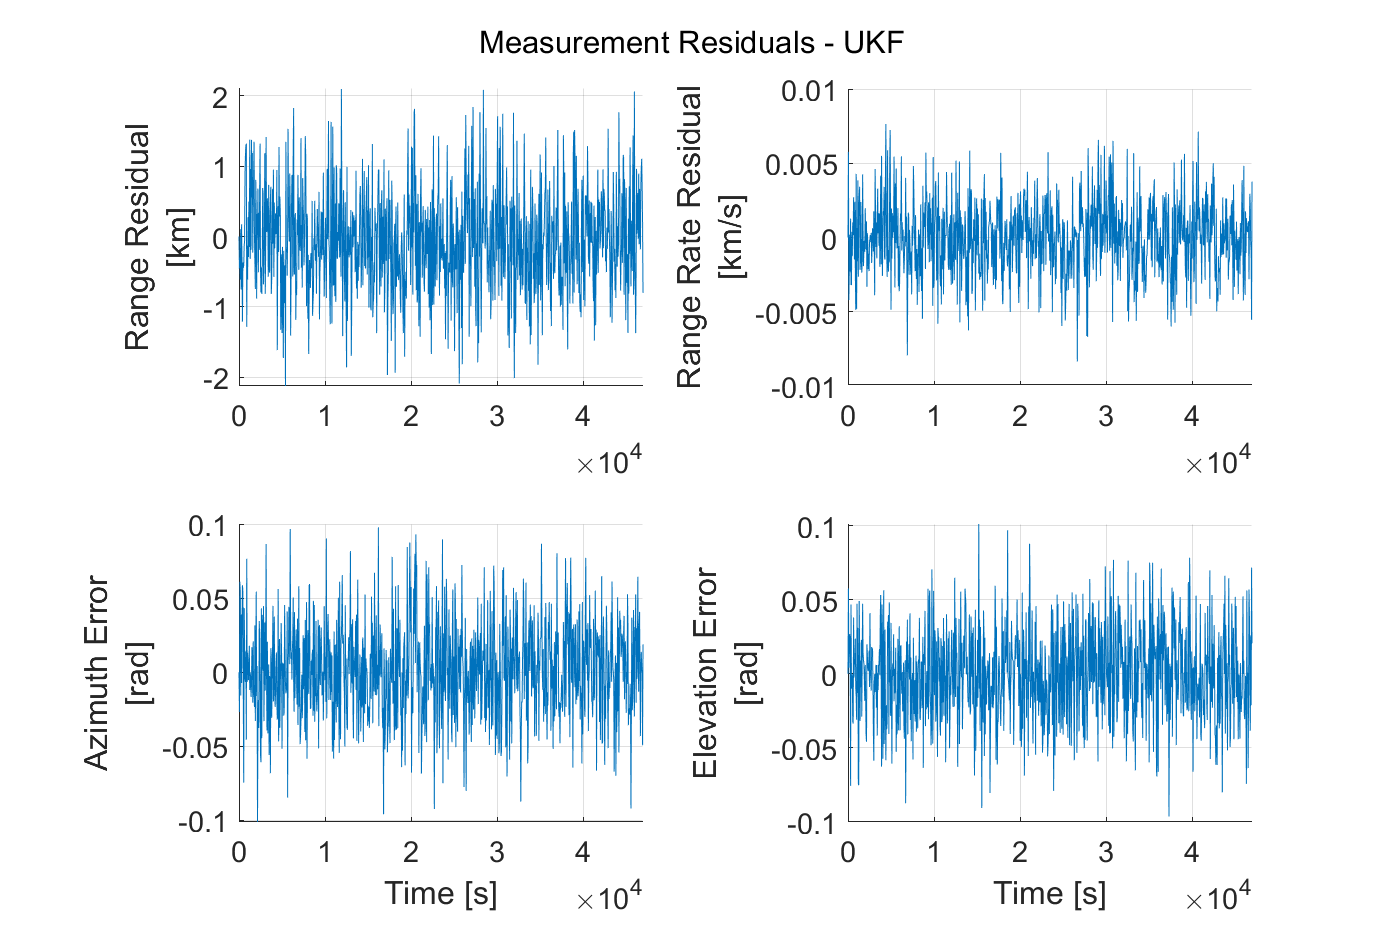 Measurement Residuals - UKF
Range Residual
[km]
2
1
0
-1
-2
0 1 2 3 4
×10^4
Range Rate Residual
[km/s]
0.01
0.005
0
-0.005
-0.01
0 1 2 3 4
×10^4
Azimuth Error
[rad]
0.1
0.05
0
-0.05
-0.1
0 1 2 3 4
Time [s]
×10^4
Elevation Error
[rad]
0.1
0.05
0
-0.05
-0.1
0 1 2 3 4
Time [s]
×10^4